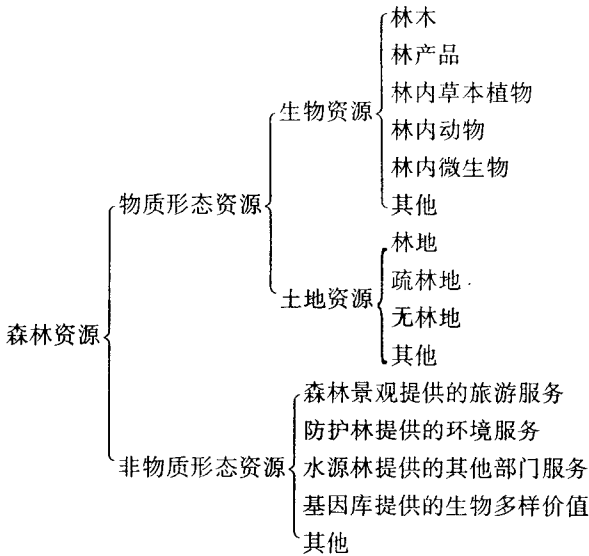 林木
林产品
林内草本植物
生物资源
林内动物
林内微生物
物质形态资源
其他
林地
疏林地
土地资源
无林地
森林资源
其他
森林景观提供的旅游服务
防护林提供的环境服务
非物质形态资源
水源林提供的其他部门服务
基因库提供的生物多样价值
其他